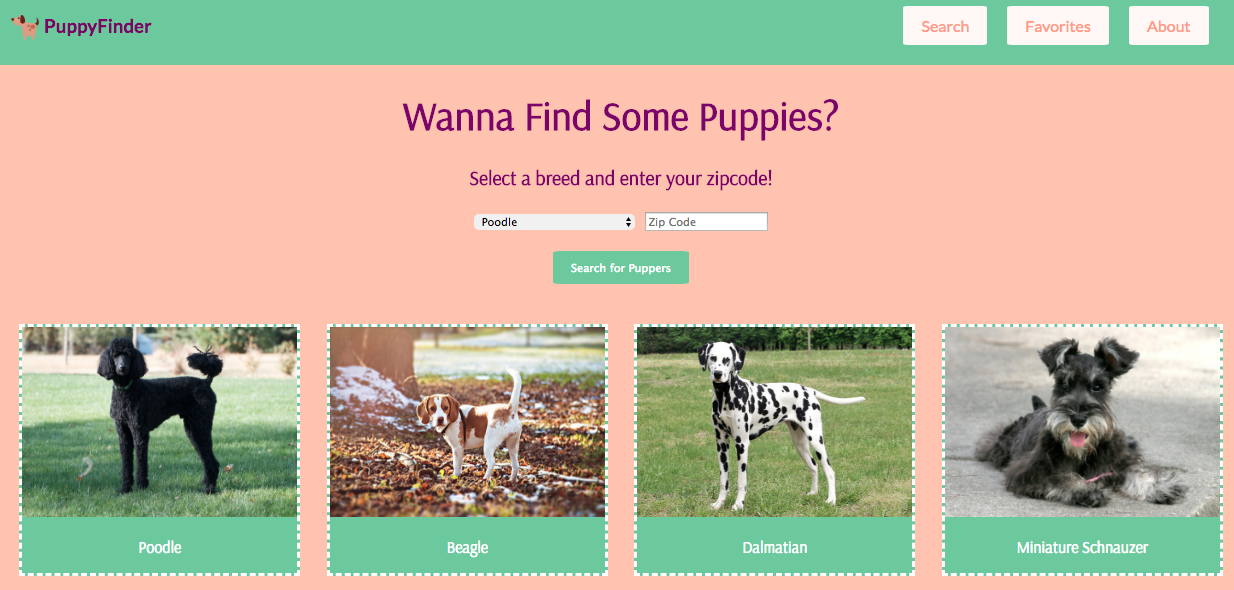 PuppyFinder
Search
Favorites
About
Wanna Find Some Puppies?
Select a breed and enter your zipcode!
Poodle
Zip Code
Search for Puppers
Poodle
Beagle
Dalmatian
Miniature Schnauzer